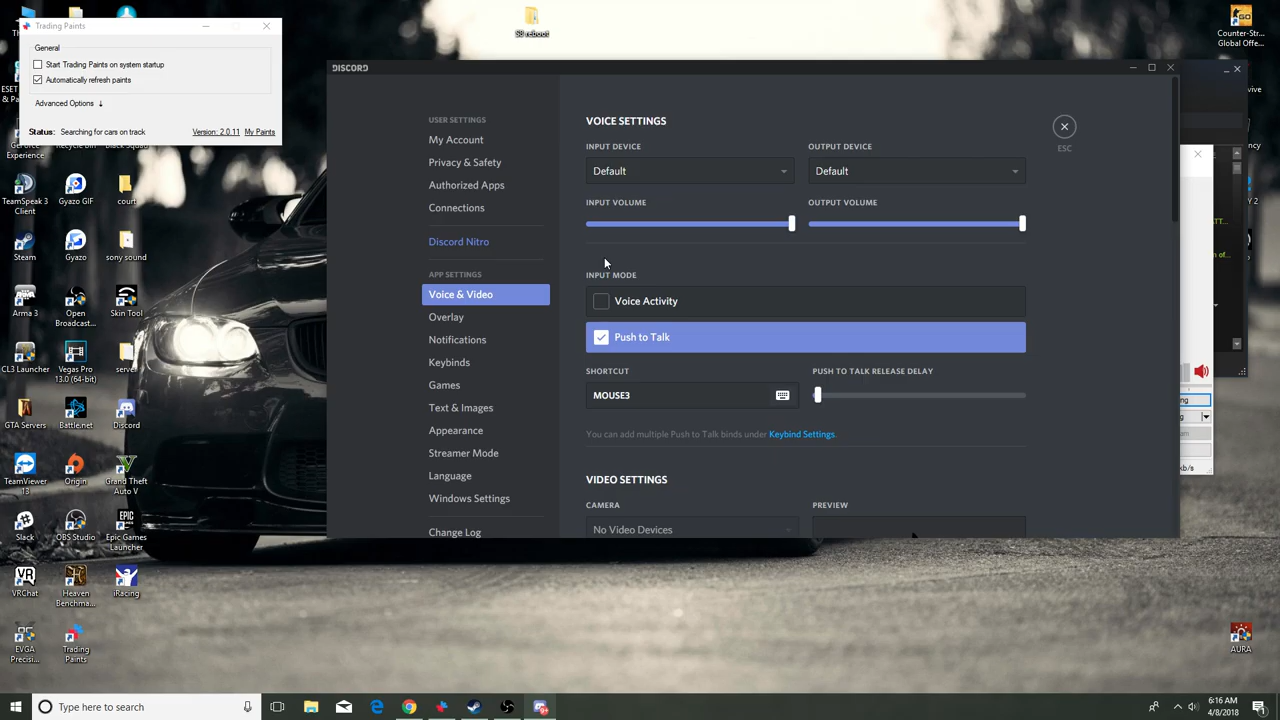 Trading Paints
General
Start Trading Paints on system startup
Automatically refresh paints
Advanced Options ↓
Status: Searching for cars on track
Version: 2.0.11 My Paints
S8 reboot
Counter-Str...
Global Offe...
Experience...
TeamSpeak 3
Client
Gyazo GIF
court
Steam
Gyazo
sony sound
Arma 3
Open
Broadcast...
Skin Tool
CL3 Launcher
Vegas Pro
13.0 (64-bit)
server
GTA Servers
Battle.net
Discord
TeamViewer
13
Origin
Grand Theft
Auto V
Slack
OBS Studio
Epic Games
Launcher
VRChat
Heaven
Benchma...
iRacing
EVGA
Precisi...
Trading
Paints
AURA
DISCORD
USER SETTINGS
My Account
Privacy & Safety
Authorized Apps
Connections
Discord Nitro
APP SETTINGS
Voice & Video
Overlay
Notifications
Keybinds
Games
Text & Images
Appearance
Streamer Mode
Language
Windows Settings
Change Log
VOICE SETTINGS
INPUT DEVICE
OUTPUT DEVICE
Default
Default
INPUT VOLUME
OUTPUT VOLUME
ESC
INPUT MODE
Voice Activity
Push to Talk
SHORTCUT
PUSH TO TALK RELEASE DELAY
MOUSE3
You can add multiple Push to Talk binds under Keybind Settings.
VIDEO SETTINGS
CAMERA
PREVIEW
No Video Devices
kb/s
Type here to search
6:16 AM
4/8/2018